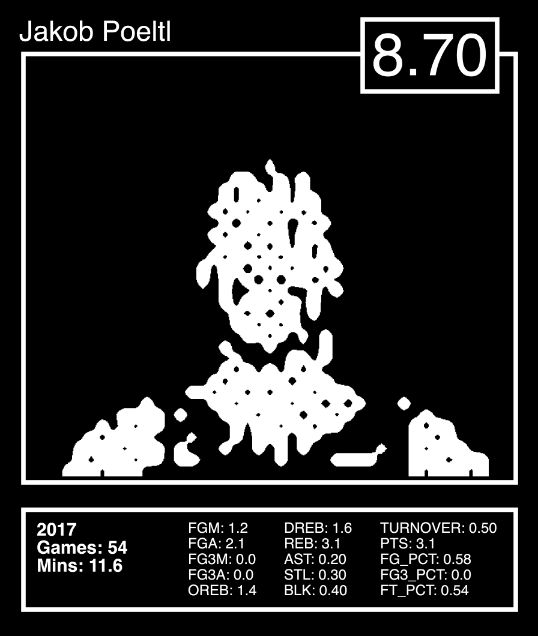 Jakob Poeltl
8.70
2017
Games: 54
Mins: 11.6
FGM: 1.2
FGA: 2.1
FG3M: 0.0
FG3A: 0.0
OREB: 1.4
DREB: 1.6
REB: 3.1
AST: 0.20
STL: 0.30
BLK: 0.40
TURNOVER: 0.50
PTS: 3.1
FG_PCT: 0.58
FG3_PCT: 0.0
FT_PCT: 0.54